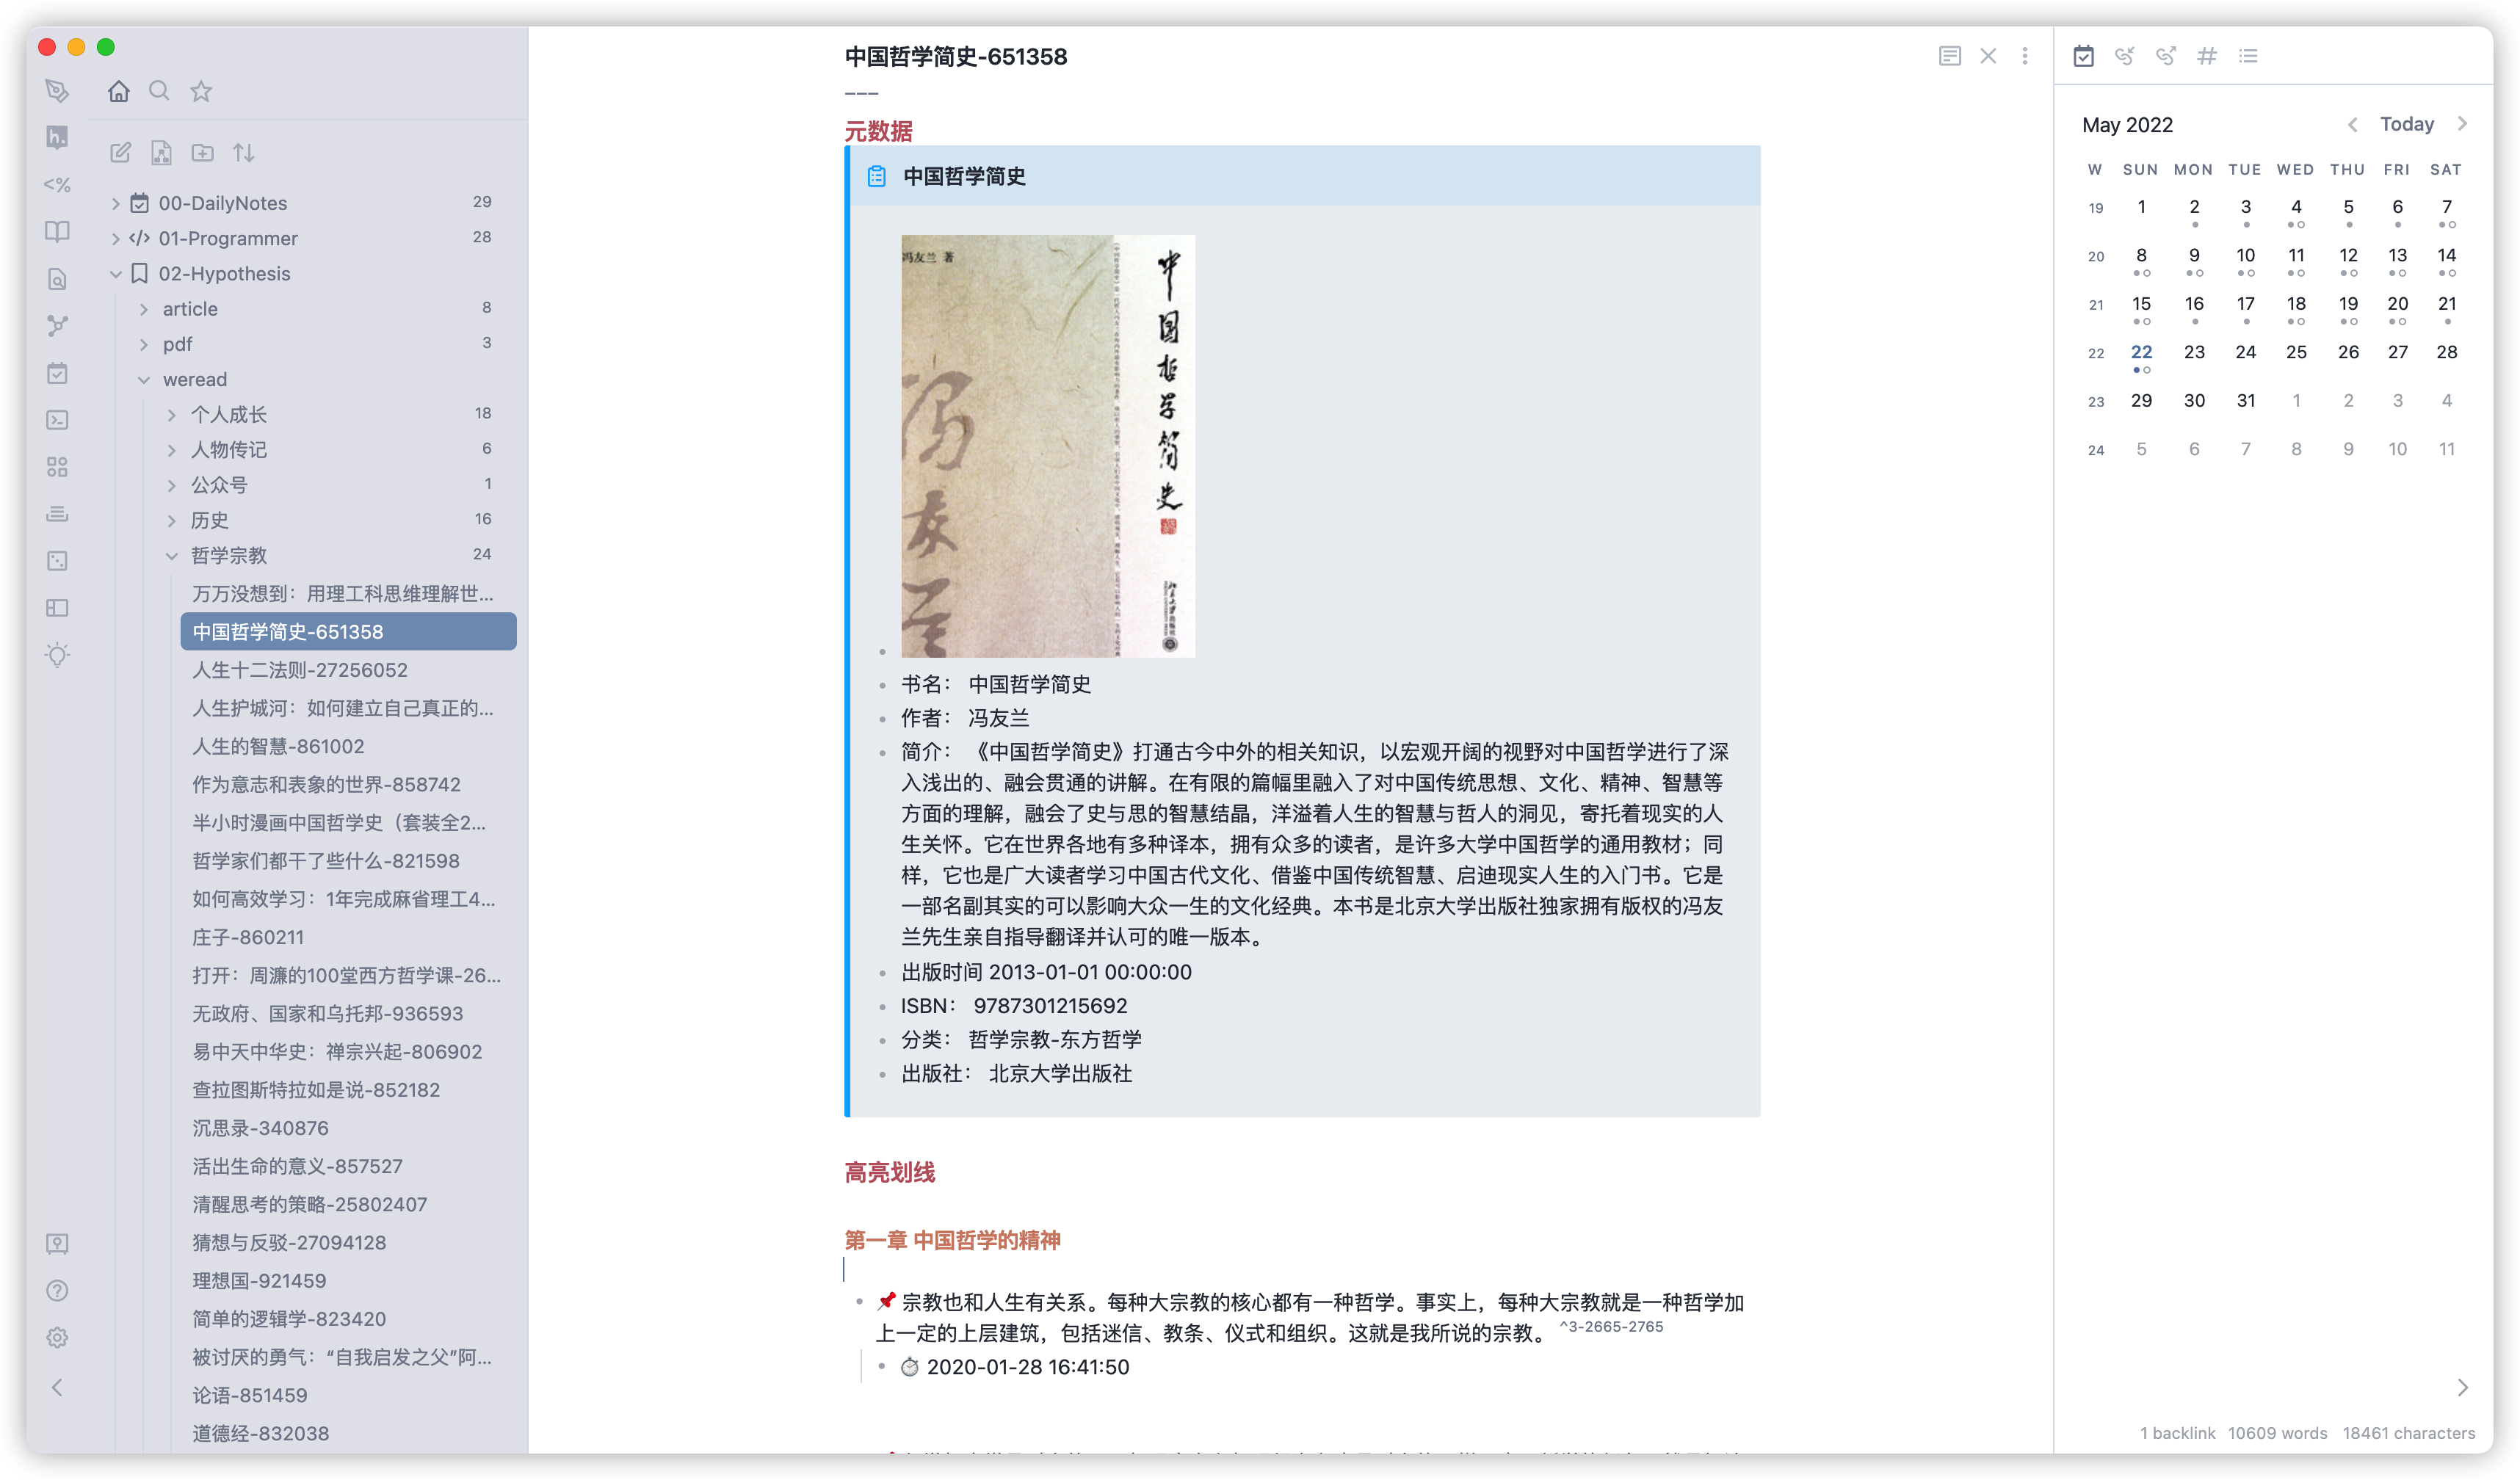 00-DailyNotes 29
01-Programmer 28
02-Hypothesis
article 8
pdf 3
weread
个人成长 18
人物传记 6
公众号 1
历史 16
哲学宗教 24
万万没想到：用理工科思维理解世...
中国哲学简史-651358
人生十二法则-27256052
人生护城河：如何建立自己真正的...
人生的智慧-861002
作为意志和表象的世界-858742
半小时漫画中国哲学史（套装全2...
哲学家们都干了些什么-821598
如何高效学习：1年完成麻省理工4...
庄子-860211
打开：周濂的100堂西方哲学课-26...
无政府、国家和乌托邦-936593
易中天中华史：禅宗兴起-806902
查拉图斯特拉如是说-852182
沉思录-340876
活出生命的意义-857527
清醒思考的策略-25802407
猜想与反驳-27094128
理想国-921459
简单的逻辑学-823420
被讨厌的勇气：“自我启发之父”阿...
论语-851459
道德经-832038
中国哲学简史-651358
---
元数据
中国哲学简史
冯友兰 著
中国哲学简史
冯友兰
北京大学出版社
书名： 中国哲学简史
作者： 冯友兰
简介： 《中国哲学简史》打通古今中外的相关知识，以宏观开阔的视野对中国哲学进行了深
入浅出的、融会贯通的讲解。在有限的篇幅里融入了对中国传统思想、文化、精神、智慧等
方面的理解，融会了史与思的智慧结晶，洋溢着人生的智慧与哲人的洞见，寄托着现实的人
生关怀。它在世界各地有多种译本，拥有众多的读者，是许多大学中国哲学的通用教材；同
样，它也是广大读者学习中国古代文化、借鉴中国传统智慧、启迪现实人生的入门书。它是
一部名副其实的可以影响大众一生的文化经典。本书是北京大学出版社独家拥有版权的冯友
兰先生亲自指导翻译并认可的唯一版本。
出版时间 2013-01-01 00:00:00
ISBN： 9787301215692
分类： 哲学宗教-东方哲学
出版社： 北京大学出版社
高亮划线
第一章 中国哲学的精神
📌 宗教也和人生有关系。每种大宗教的核心都有一种哲学。事实上，每种大宗教就是一种哲学加
上一定的上层建筑，包括迷信、教条、仪式和组织。这就是我所说的宗教。 ^3-2665-2765
⏱ 2020-01-28 16:41:50
May 2022 Today
W SUN MON TUE WED THU FRI SAT
19 1 2 3 4 5 6 7
20 8 9 10 11 12 13 14
21 15 16 17 18 19 20 21
22 22 23 24 25 26 27 28
23 29 30 31 1 2 3 4
24 5 6 7 8 9 10 11
1 backlink 10609 words 18461 characters